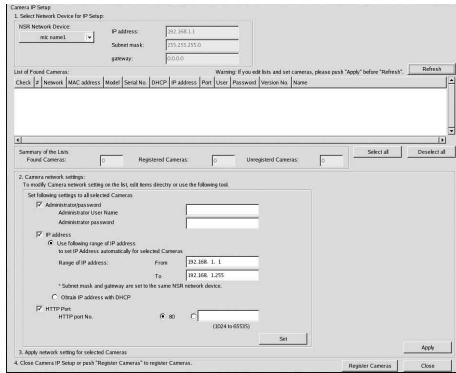 Camera IP Setup
1. Select Network Device for IP Setup:
NSR Network Device:
mic name1
IP address: 192.168.1.1
Subnet mask: 255.255.255.0
gateway: 0.0.0.0
List of Found Cameras: Warning: If you edit lists and set cameras, please push "Apply" before "Refresh". Refresh
Check # Network MAC address Model Serial No. DHCP IP address Port User Password Version No. Name
Summary of the Lists
Found Cameras: 0 Registered Cameras: 0 Unregisterd Cameras: 0
Select all Deselect all
2. Camera network settings:
To modify Camera network setting on the list, edit items directry or use the following tool.
Set following settings to all selected Cameras
Administrator/password
Administrator User Name
Administrator password
IP address
Use following range of IP address
to set IP Address automatically for selected Cameras
Range of IP address: From 192.168. 1. 1
To 192.168. 1.255
* Subnet mask and gateway are set to the same NSR network device.
Obtain IP address with DHCP
HTTP Port
HTTP port No. 80
(1024 to 65535)
Set
3. Apply network setting for selected Cameras
Apply
4. Close Camera IP Setup or push "Register Cameras" to register Cameras.
Register Cameras Close